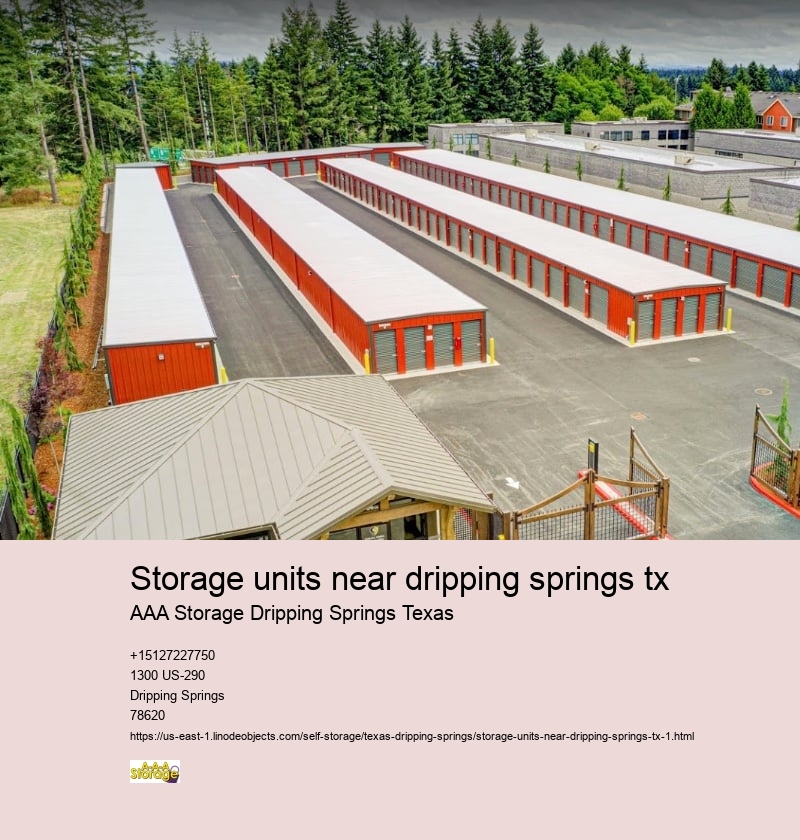 Storage units near dripping springs tx
AAA Storage Dripping Springs Texas
+15127227750
1300 US-290
Dripping Springs
78620
https://us-east-1.linodeobjects.com/self-storage/texas-dripping-springs/storage-units-near-dripping-springs-tx-1.html
AAA
Storage